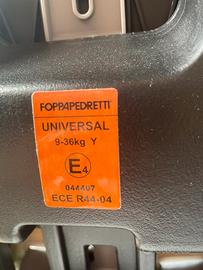 FOPPAPEDRETTI
UNIVERSAL
9-36kg Y
E4
044407
ECE R44-04